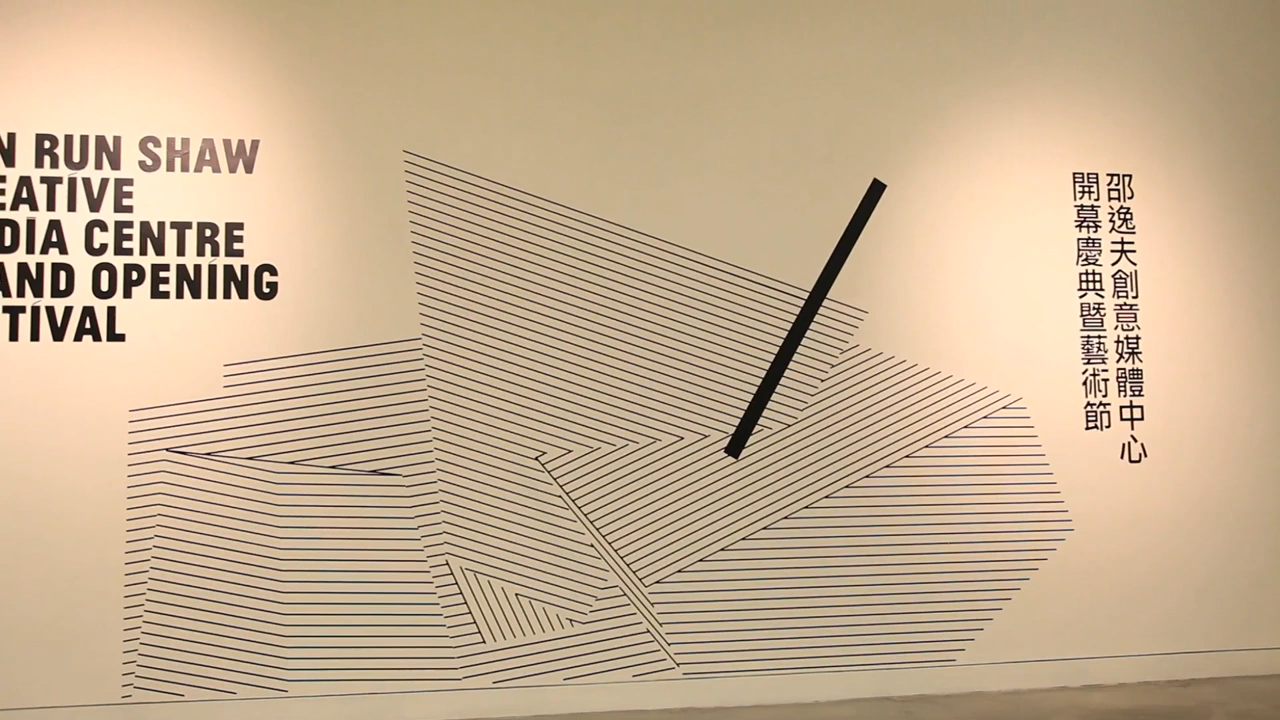 N RUN SHAW
EATIVE
DIA CENTRE
AND OPENING
TIVAL
邵逸夫創意媒體中心
開幕慶典暨藝術節